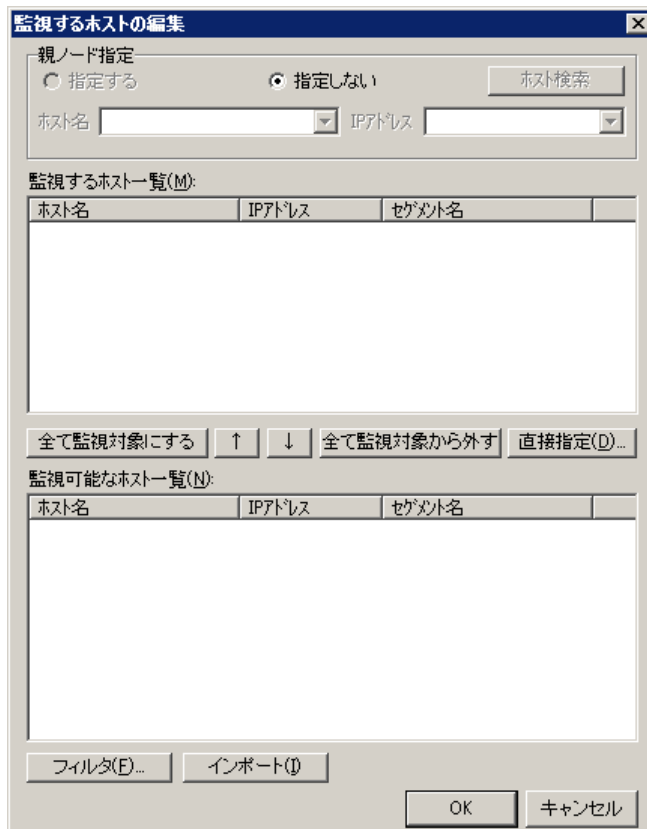 監視するホストの編集
親ノード指定
指定する 指定しない ホスト検索
ホスト名 IPアドレス
監視するホスト一覧(M):
ホスト名 IPアドレス セグメント名
全て監視対象にする ↑ ↓ 全て監視対象から外す 直接指定(D)...
監視可能なホスト一覧(N):
ホスト名 IPアドレス セグメント名
フィルタ(F)... インポート(I)
OK キャンセル